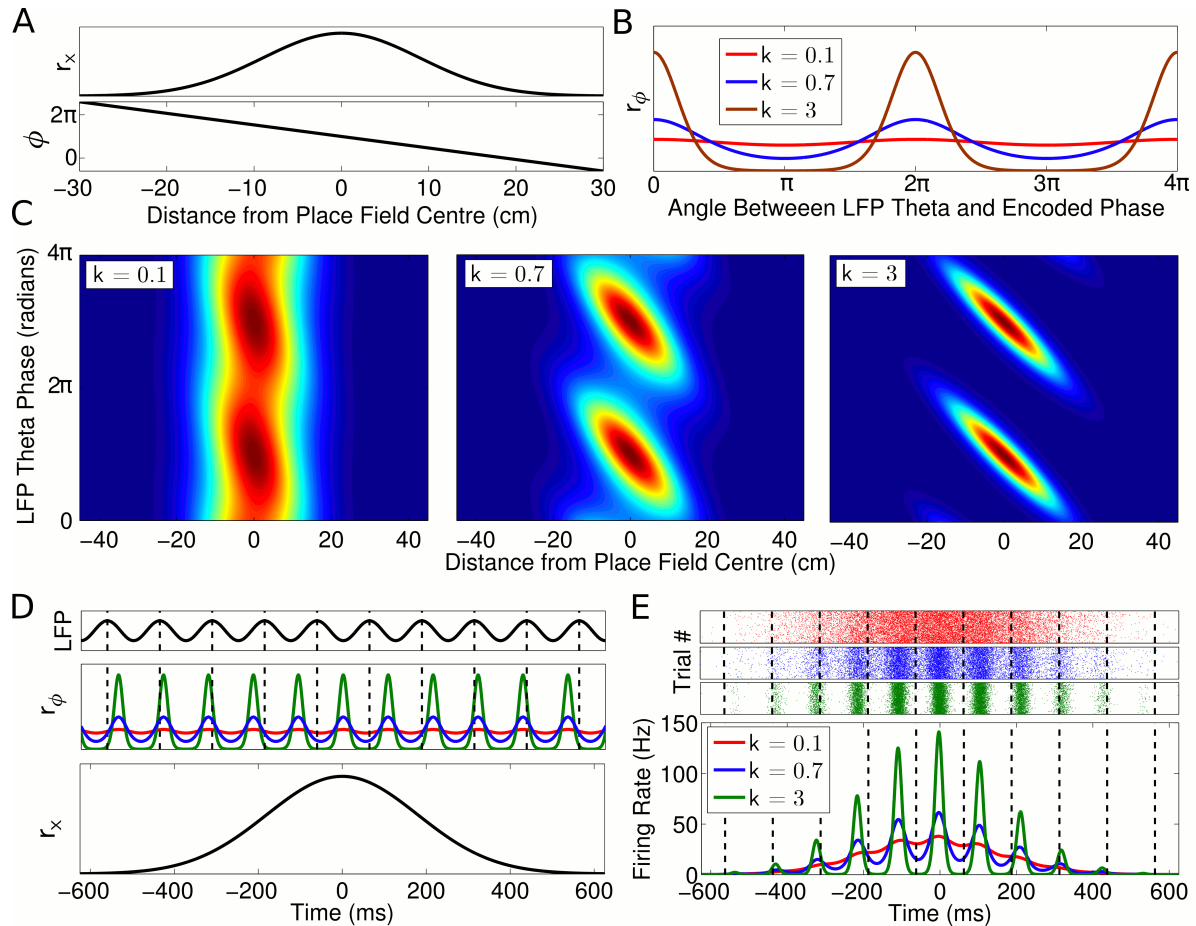 A
r_x
2π
0
ϕ
−30 −20 −10 0 10 20 30
Distance from Place Field Centre (cm)
B
r_ϕ
k = 0.1
k = 0.7
k = 3
0 π 2π 3π 4π
Angle Betweeen LFP Theta and Encoded Phase
C
LFP Theta Phase (radians)
4π
2π
0
k = 0.1
k = 0.7
k = 3
−40 −20 0 20 40
−40 −20 0 20 40
−40 −20 0 20 40
Distance from Place Field Centre (cm)
D
LFP
r_ϕ
r_x
−600 −400 −200 0 200 400 600
Time (ms)
E
Trial #
Firing Rate (Hz)
150
100
50
0
k = 0.1
k = 0.7
k = 3
−600 −400 −200 0 200 400 600
Time (ms)